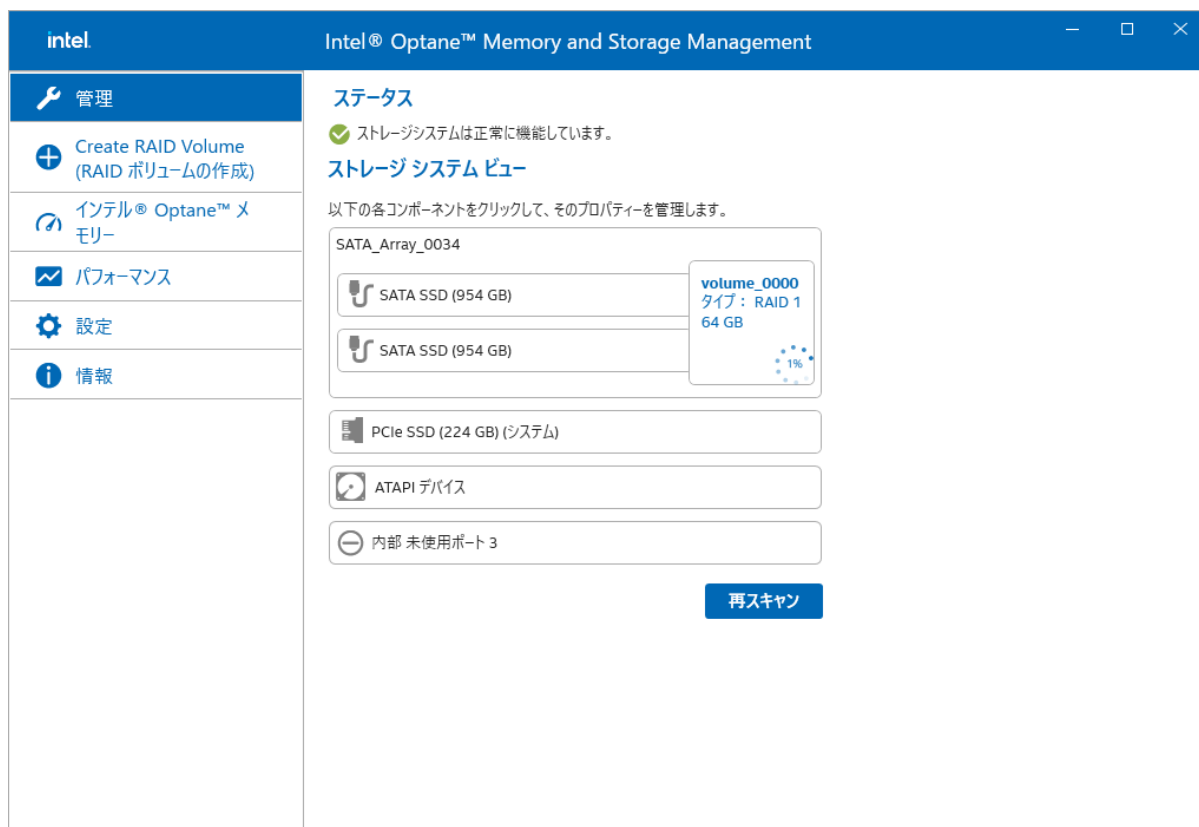 intel.
Intel® Optane™ Memory and Storage Management
管理
Create RAID Volume
(RAID ボリュームの作成)
インテル® Optane™ メ
モリー
パフォーマンス
設定
情報
ステータス
ストレージシステムは正常に機能しています。
ストレージ システム ビュー
以下の各コンポーネントをクリックして、そのプロパティーを管理します。
SATA_Array_0034
SATA SSD (954 GB)
SATA SSD (954 GB)
volume_0000
タイプ： RAID 1
64 GB
1%
PCIe SSD (224 GB) (システム)
ATAPI デバイス
内部 未使用ポート 3
再スキャン